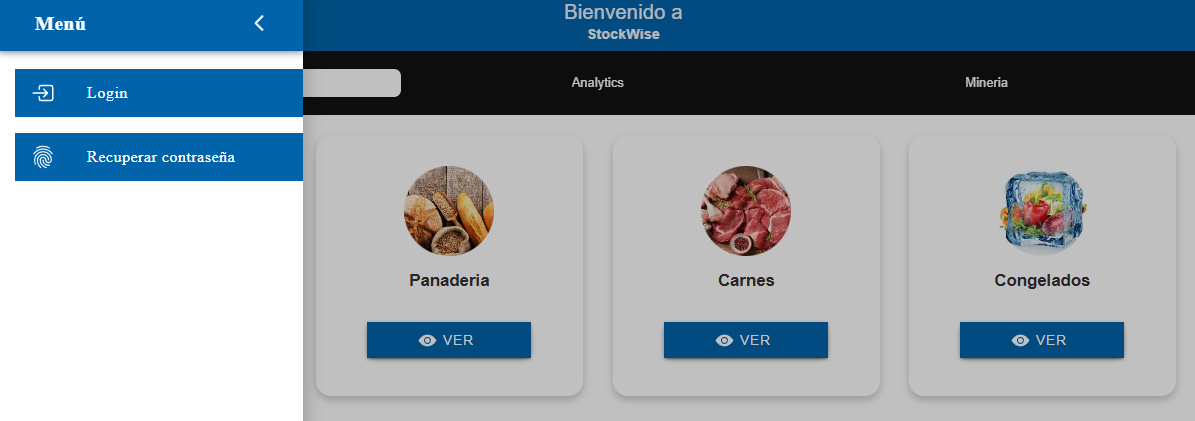 Menú
Bienvenido a
StockWise
Login
Recuperar contraseña
Analytics
Mineria
Panaderia
Carnes
Congelados
VER
VER
VER